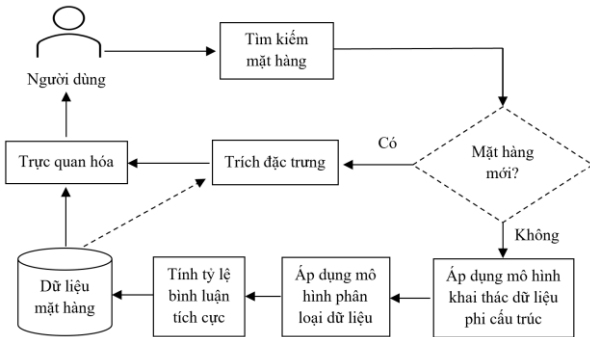 Người dùng
Tìm kiếm
mặt hàng
Mặt hàng
mới?
Có
Không
Trích đặc trưng
Trực quan hóa
Áp dụng mô hình
khai thác dữ liệu
phi cấu trúc
Áp dụng mô
hình phân
loại dữ liệu
Tính tỷ lệ
bình luận
tích cực
Dữ liệu
mặt hàng